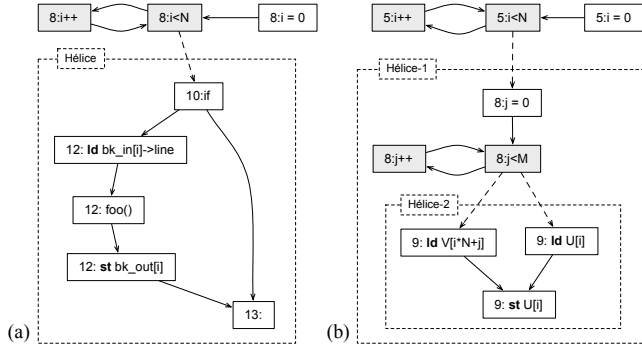 8:i++
8:i<N
8:i = 0
Hélice
10:if
12: ld bk_in[i]->line
12: foo()
12: st bk_out[i]
13:
(a)
5:i++
5:i<N
5:i = 0
Hélice-1
8:j = 0
8:j++
8:j<M
Hélice-2
9: ld V[i*N+j]
9: ld U[i]
9: st U[i]
(b)